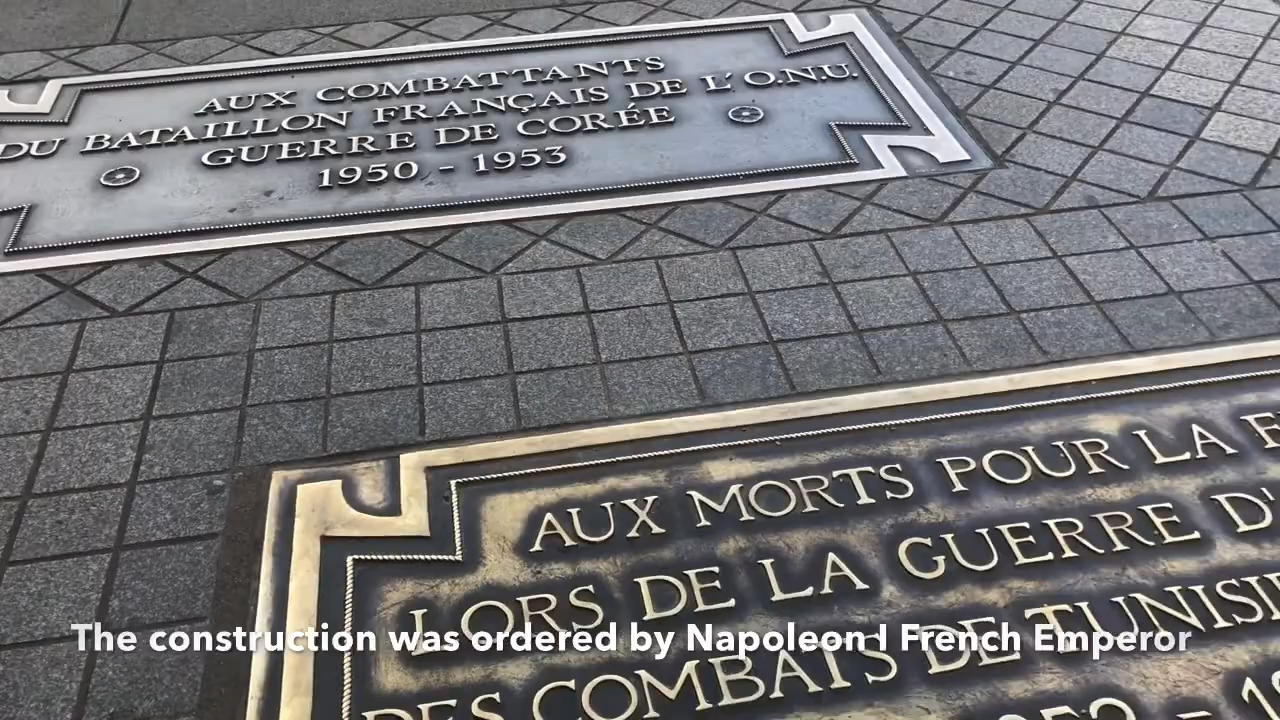 AUX COMBATTANTS
DU BATAILLON FRANÇAIS DE L'O.N.U.
GUERRE DE CORÉE
1950 - 1953
AUX MORTS POUR LA
LORS DE LA GUERRE D'
DES COMBATS DE
The construction was ordered by Napoleon I French Emperor